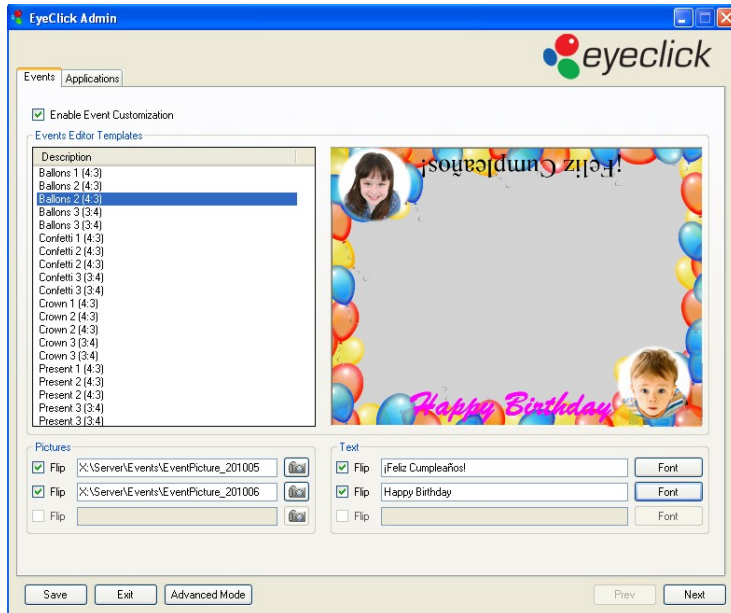 EyeClick Admin
eyeclick
Events
Applications
Enable Event Customization
Events Editor Templates
Description
Ballons 1 (4:3)
Ballons 2 (4:3)
Ballons 2 (4:3)
Ballons 3 (3:4)
Ballons 3 (3:4)
Confetti 1 (4:3)
Confetti 2 (4:3)
Confetti 2 (4:3)
Confetti 3 (3:4)
Confetti 3 (3:4)
Crown 1 (4:3)
Crown 2 (4:3)
Crown 2 (4:3)
Crown 3 (3:4)
Crown 3 (3:4)
Present 1 (4:3)
Present 2 (4:3)
Present 2 (4:3)
Present 3 (3:4)
Present 3 (3:4)
¡Feliz Cumpleaños!
Happy Birthday
Pictures
Flip X:\Server\Events\EventPicture_201005
Flip X:\Server\Events\EventPicture_201006
Flip
Text
Flip ¡Feliz Cumpleaños! Font
Flip Happy Birthday Font
Flip Font
Save Exit Advanced Mode Prev Next